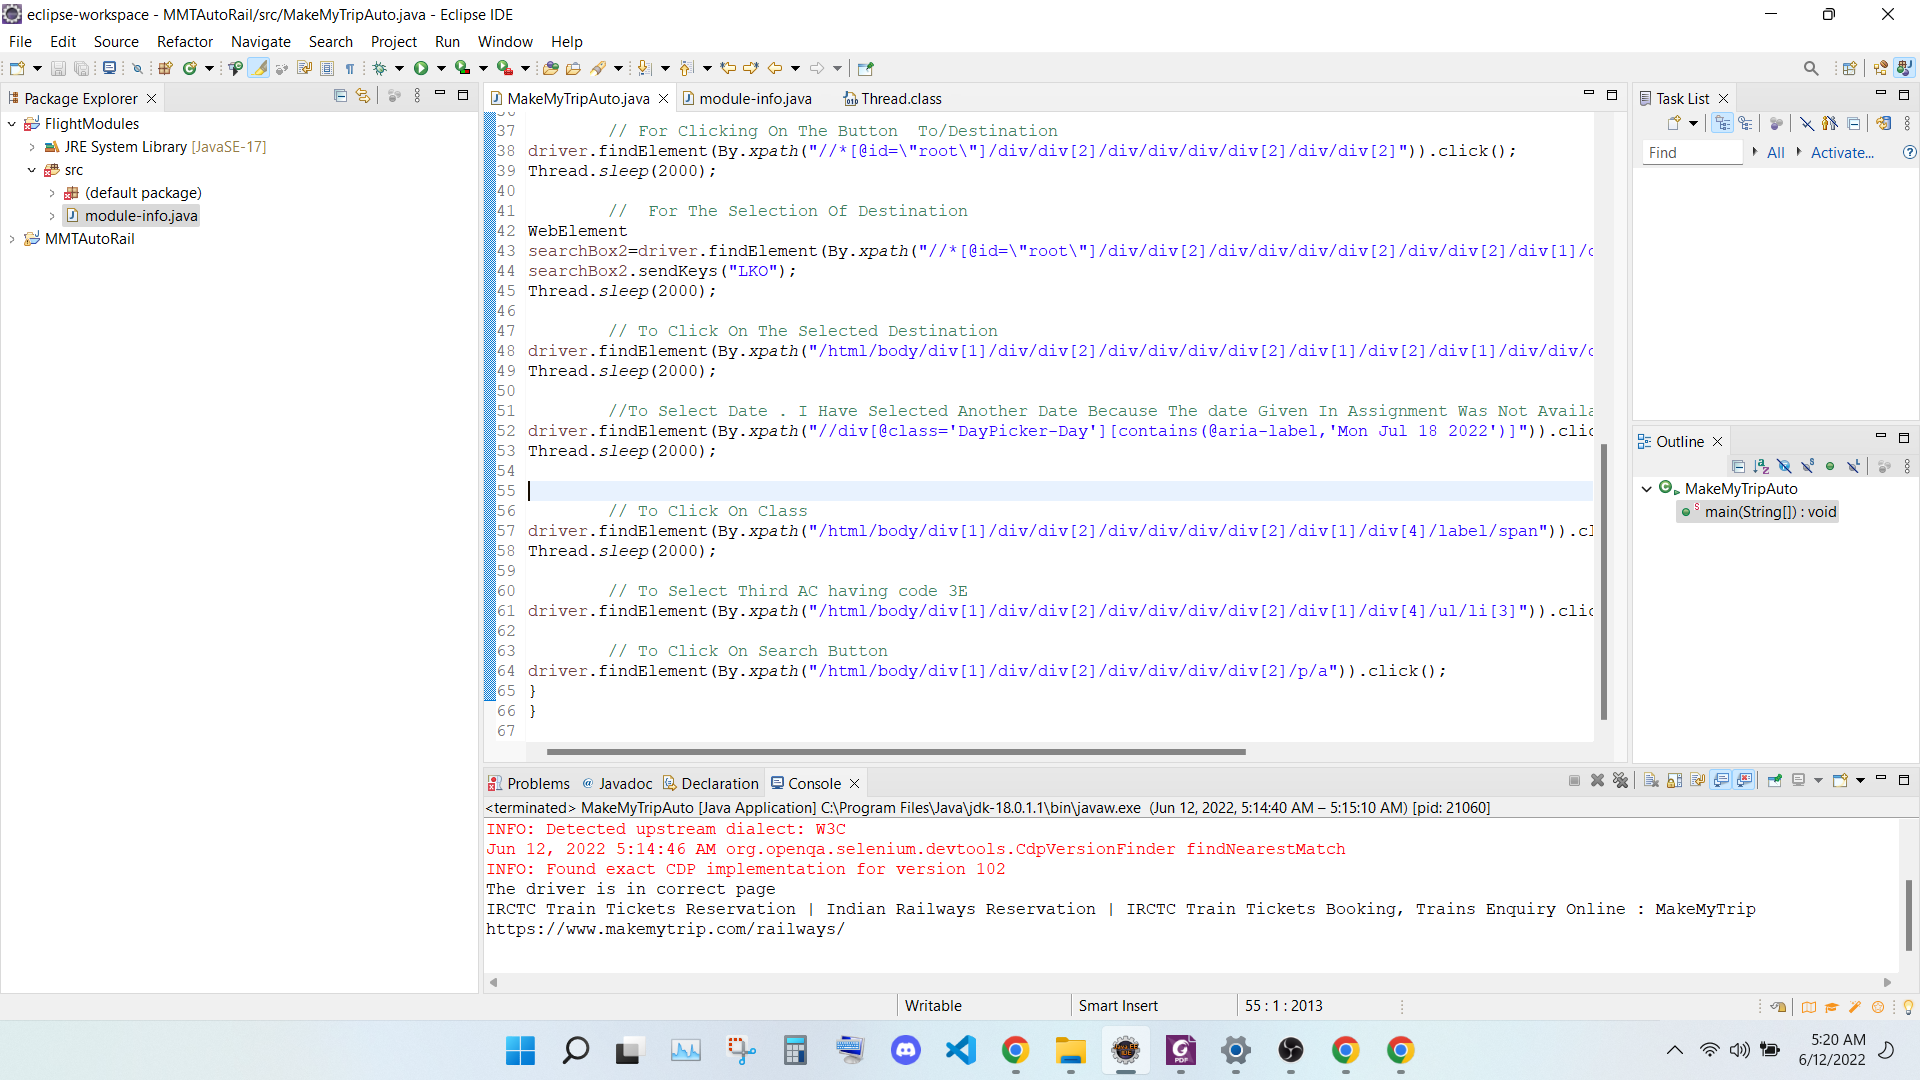 eclipse-workspace - MMTAutoRail/src/MakeMyTripAuto.java - Eclipse IDE
File Edit Source Refactor Navigate Search Project Run Window Help
Package Explorer
FlightModules
JRE System Library [JavaSE-17]
src
(default package)
module-info.java
MMTAutoRail
MakeMyTripAuto.java module-info.java Thread.class
37 // For Clicking On The Button  To/Destination
38 driver.findElement(By.xpath("//*[@id=\"root\"]/div/div[2]/div/div/div/div[2]/div/div[2]")).click();
39 Thread.sleep(2000);
40
41 //  For The Selection Of Destination
42 WebElement
43 searchBox2=driver.findElement(By.xpath("//*[@id=\"root\"]/div/div[2]/div/div/div/div[2]/div/div[2]/div[1]/
44 searchBox2.sendKeys("LKO");
45 Thread.sleep(2000);
46
47 // To Click On The Selected Destination
48 driver.findElement(By.xpath("/html/body/div[1]/div/div[2]/div/div/div/div[2]/div[1]/div[2]/div[1]/div/div/
49 Thread.sleep(2000);
50
51 //To Select Date . I Have Selected Another Date Because The date Given In Assignment Was Not Availa
52 driver.findElement(By.xpath("//div[@class='DayPicker-Day'][contains(@aria-label,'Mon Jul 18 2022')]")).clic
53 Thread.sleep(2000);
54
55
56 // To Click On Class
57 driver.findElement(By.xpath("/html/body/div[1]/div/div[2]/div/div/div/div[2]/div[1]/div[4]/label/span")).cl
58 Thread.sleep(2000);
59
60 // To Select Third AC having code 3E
61 driver.findElement(By.xpath("/html/body/div[1]/div/div[2]/div/div/div/div[2]/div[1]/div[4]/ul/li[3]")).clic
62
63 // To Click On Search Button
64 driver.findElement(By.xpath("/html/body/div[1]/div/div[2]/div/div/div/div[2]/p/a")).click();
65 }
66 }
67
Task List
Find All Activate...
Outline
MakeMyTripAuto
main(String[]) : void
Problems @ Javadoc Declaration Console
<terminated> MakeMyTripAuto [Java Application] C:\Program Files\Java\jdk-18.0.1.1\bin\javaw.exe (Jun 12, 2022, 5:14:40 AM – 5:15:10 AM) [pid: 21060]
INFO: Detected upstream dialect: W3C
Jun 12, 2022 5:14:46 AM org.openqa.selenium.devtools.CdpVersionFinder findNearestMatch
INFO: Found exact CDP implementation for version 102
The driver is in correct page
IRCTC Train Tickets Reservation | Indian Railways Reservation | IRCTC Train Tickets Booking, Trains Enquiry Online : MakeMyTrip
https://www.makemytrip.com/railways/
Writable Smart Insert 55 : 1 : 2013
5:20 AM
6/12/2022